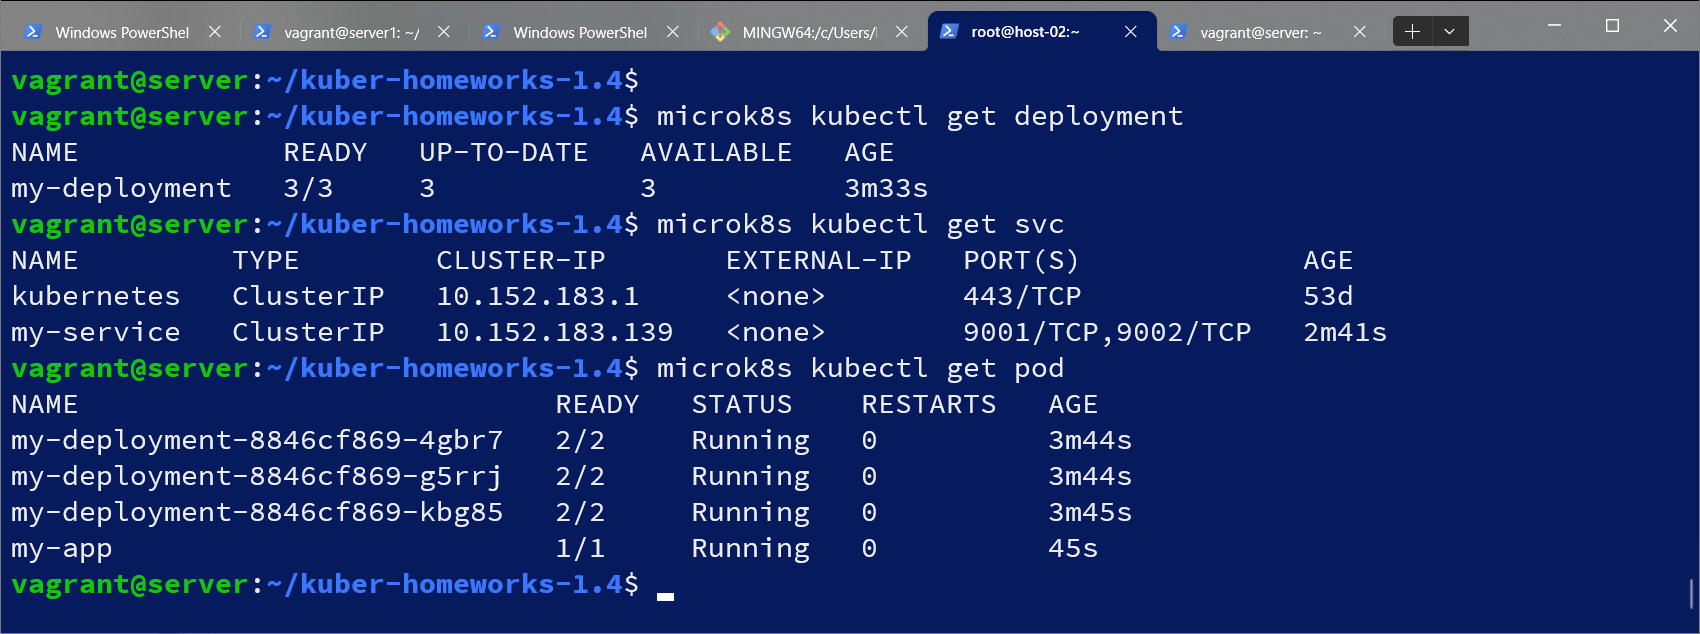 Windows PowerShel vagrant@server1: ~/ Windows PowerShel MINGW64:/c/Users/ root@host-02:~ vagrant@server: ~
vagrant@server:~/kuber-homeworks-1.4$
vagrant@server:~/kuber-homeworks-1.4$ microk8s kubectl get deployment
NAME READY UP-TO-DATE AVAILABLE AGE
my-deployment 3/3 3 3 3m33s
vagrant@server:~/kuber-homeworks-1.4$ microk8s kubectl get svc
NAME TYPE CLUSTER-IP EXTERNAL-IP PORT(S) AGE
kubernetes ClusterIP 10.152.183.1 <none> 443/TCP 53d
my-service ClusterIP 10.152.183.139 <none> 9001/TCP,9002/TCP 2m41s
vagrant@server:~/kuber-homeworks-1.4$ microk8s kubectl get pod
NAME READY STATUS RESTARTS AGE
my-deployment-8846cf869-4gbr7 2/2 Running 0 3m44s
my-deployment-8846cf869-g5rrj 2/2 Running 0 3m44s
my-deployment-8846cf869-kbg85 2/2 Running 0 3m45s
my-app 1/1 Running 0 45s
vagrant@server:~/kuber-homeworks-1.4$